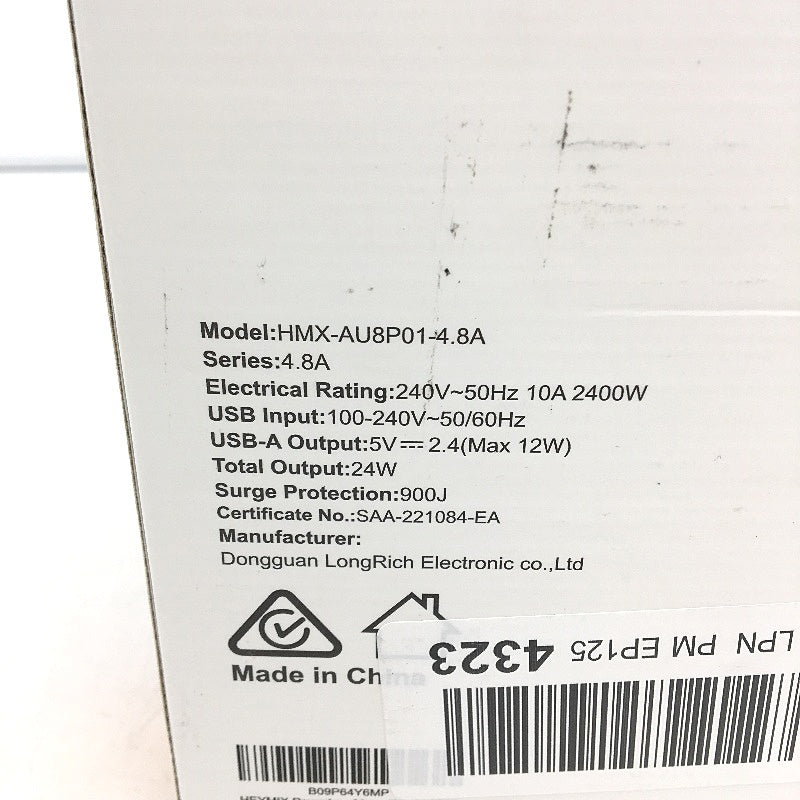 Model:HMX-AU8P01-4.8A
Series:4.8A
Electrical Rating:240V~50Hz 10A 2400W
USB Input:100-240V~50/60Hz
USB-A Output:5V⎓2.4(Max 12W)
Total Output:24W
Surge Protection:900J
Certificate No.:SAA-221084-EA
Manufacturer:
Dongguan LongRich Electronic co.,Ltd
LPN PM EP125 4323
Made in China
B09P64Y6MP